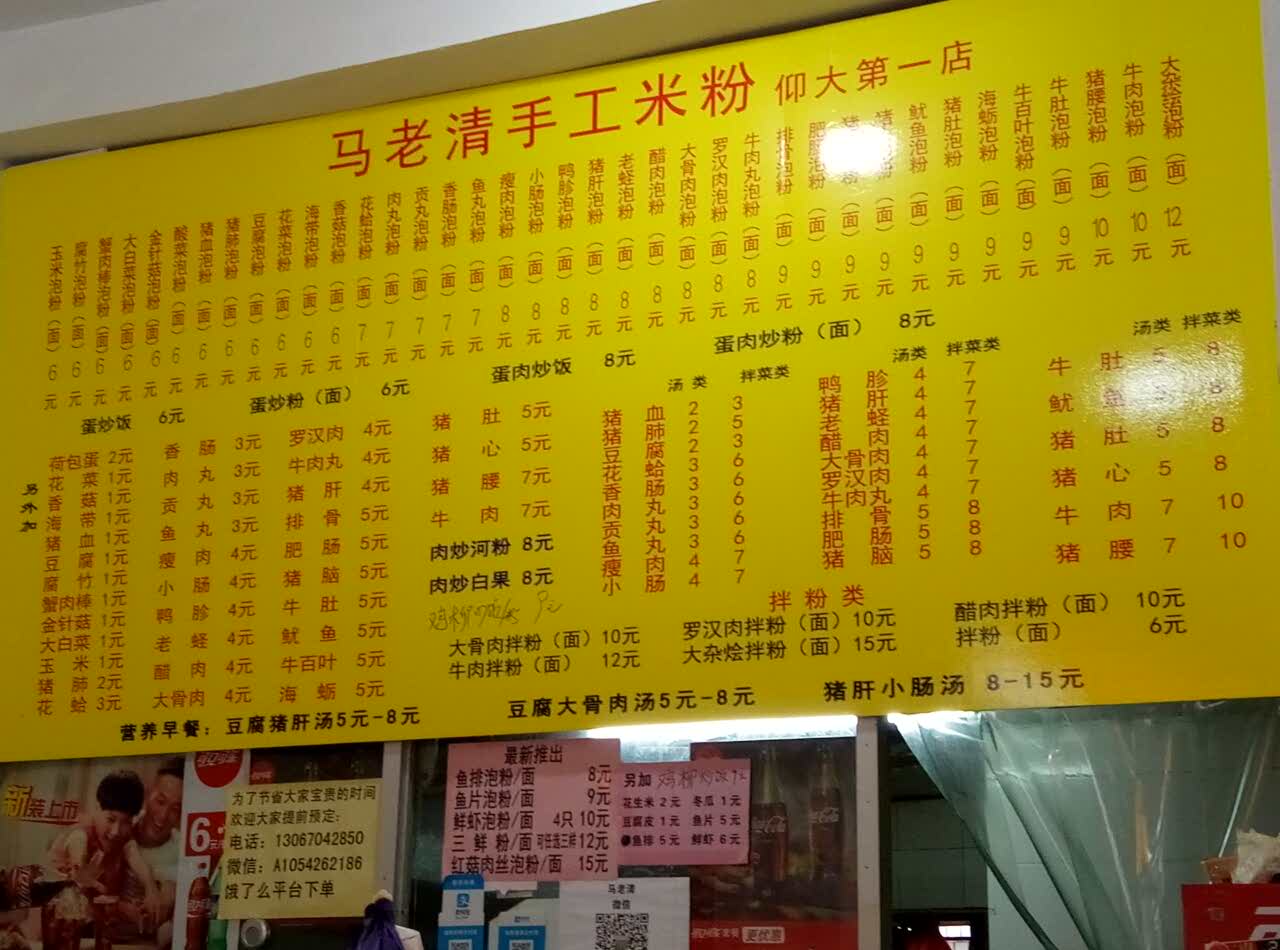 马老清手工米粉 仰大第一店
玉米泡粉（面）6元
腐竹泡粉（面）6元
蟹肉棒泡粉（面）6元
大白菜泡粉（面）6元
金针菇泡粉（面）6元
酸菜泡粉（面）6元
猪血泡粉（面）6元
猪肺泡粉（面）6元
豆腐泡粉（面）6元
花菜泡粉（面）6元
海带泡粉（面）6元
香菇泡粉（面）6元
花蛤泡粉（面）7元
肉丸泡粉（面）7元
贡丸泡粉（面）7元
香肠泡粉（面）7元
鱼丸泡粉（面）7元
瘦肉泡粉（面）8元
小肠泡粉（面）8元
鸭胗泡粉（面）8元
猪肝泡粉（面）8元
老蛏泡粉（面）8元
醋肉泡粉（面）8元
大骨肉泡粉（面）8元
罗汉肉泡粉（面）8元
牛肉丸泡粉（面）8元
排骨泡粉（面）9元
肥肠泡粉（面）9元
猪 粉（面）9元
猪 粉（面）9元
鱿鱼泡粉（面）9元
猪肚泡粉（面）9元
海蛎泡粉（面）9元
牛百叶泡粉（面）9元
牛肚泡粉（面）9元
猪腰泡粉（面）10元
牛肉泡粉（面）10元
大杂烩泡粉（面）12元
蛋炒饭 6元
蛋炒粉（面） 6元
蛋肉炒饭 8元
蛋肉炒粉（面） 8元
另外加
荷包蛋 2元
花菜 1元
香菇 1元
海带 1元
猪血 1元
豆腐 1元
腐竹 1元
蟹肉棒 1元
金针菇 1元
大白菜 1元
玉米 1元
猪肺 2元
花蛤 3元
香肠 3元
肉丸 3元
贡丸 3元
鱼丸 3元
瘦肉 4元
小肠 4元
鸭胗 4元
老蛏 4元
醋肉 4元
大骨肉 4元
罗汉肉 4元
牛肉丸 4元
猪肝 4元
排骨 5元
肥肠 5元
猪脑 5元
牛肚 5元
鱿鱼 5元
牛百叶 5元
海蛎 5元
猪肚 5元
猪心 5元
猪腰 7元
牛肉 7元
肉炒河粉 8元
肉炒白果 8元
汤类 拌菜类
猪血 2 3
猪肺 2 5
豆腐 2 3
花蛤 3 6
香肠 3 6
肉丸 3 6
贡丸 3 6
鱼丸 3 6
瘦肉 4 7
小肠 4 7
汤类 拌菜类
鸭胗 4 7
猪肝 4 7
老蛏 4 7
醋肉 4 7
大骨肉 4 7
罗汉肉 4 7
牛肉丸 4 7
排骨 5 8
肥肠 5 8
猪脑 5 8
汤类 拌菜类
牛肚 5 8
鱿鱼 8
猪肚 5 8
猪心 5 8
牛肉 7 10
猪腰 7 10
拌粉类
大骨肉拌粉（面）10元
牛肉拌粉（面） 12元
罗汉肉拌粉（面）10元
大杂烩拌粉（面）15元
醋肉拌粉（面） 10元
拌粉（面） 6元
营养早餐：豆腐猪肝汤5元-8元
豆腐大骨肉汤5元-8元
猪肝小肠汤 8-15元
新装上市
为了节省大家宝贵的时间
欢迎大家提前预定：
电话：13067042850
微信：A1054262186
饿了么平台下单
最新推出
鱼排泡粉/面 8元
鱼片泡粉/面 9元
鲜虾泡粉/面 4只 10元
三鲜粉/面 可任选三样 12元
红菇肉丝泡粉/面 15元
另加
花生米 2元 冬瓜 1元
豆腐皮 1元 鱼片 5元
鱼排 5元 鲜虾 6元
马老清
微信
更优惠